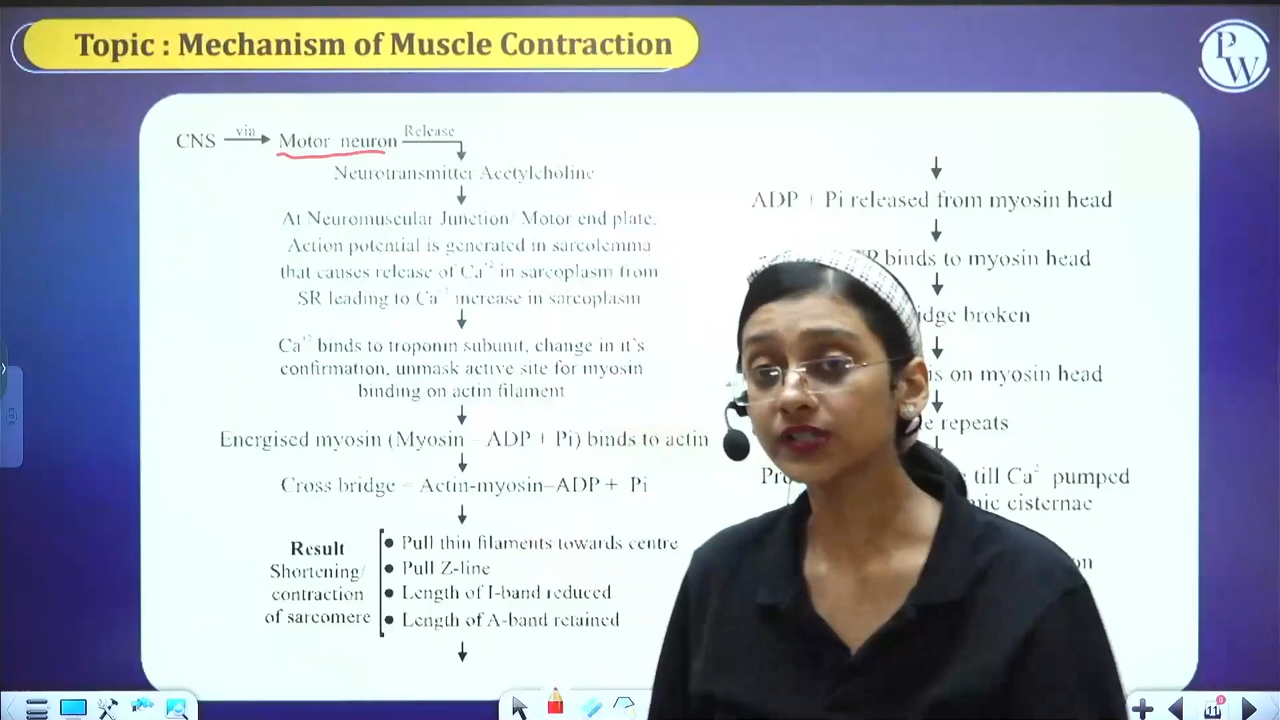 Topic : Mechanism of Muscle Contraction
PW
CNS via Motor neuron Release
Neurotransmitter Acetylcholine
At Neuromuscular Junction/ Motor end plate,
Action potential is generated in sarcolemma
that causes release of Ca+2 in sarcoplasm from
SR leading to Ca+2 increase in sarcoplasm
Ca+2 binds to troponin subunit, change in it's
confirmation, unmask active site for myosin
binding on actin filament
Energised myosin (Myosin – ADP + Pi) binds to actin
Cross bridge = Actin-myosin–ADP + Pi
Result
Shortening/
contraction
of sarcomere
• Pull thin filaments towards centre
• Pull Z-line
• Length of I-band reduced
• Length of A-band retained
ADP + Pi released from myosin head
binds to myosin head
broken
on myosin head
repeats
till Ca2 pumped
cisternae
11